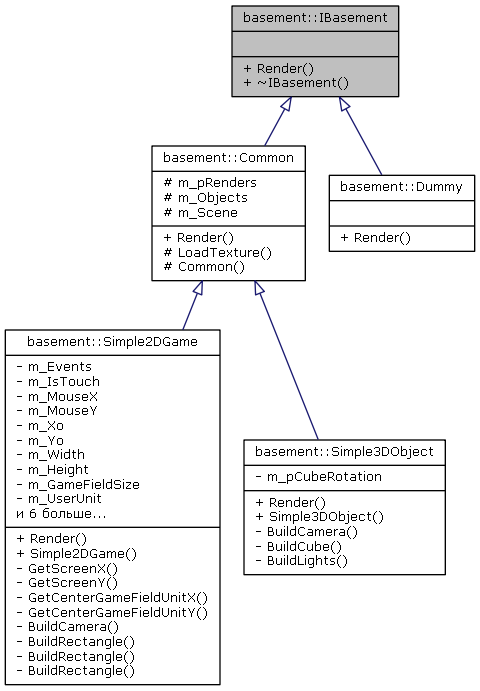 basement::IBasement
+ Render()
+ ~IBasement()
basement::Common
# m_pRenders
# m_Objects
# m_Scene
+ Render()
# LoadTexture()
# Common()
basement::Dummy
+ Render()
basement::Simple2DGame
- m_Events
- m_IsTouch
- m_MouseX
- m_MouseY
- m_Xo
- m_Yo
- m_Width
- m_Height
- m_GameFieldSize
- m_UserUnit
и 6 больше...
+ Render()
+ Simple2DGame()
- GetScreenX()
- GetScreenY()
- GetCenterGameFieldUnitX()
- GetCenterGameFieldUnitY()
- BuildCamera()
- BuildRectangle()
- BuildRectangle()
- BuildRectangle()
basement::Simple3DObject
- m_pCubeRotation
+ Render()
+ Simple3DObject()
- BuildCamera()
- BuildCube()
- BuildLights()